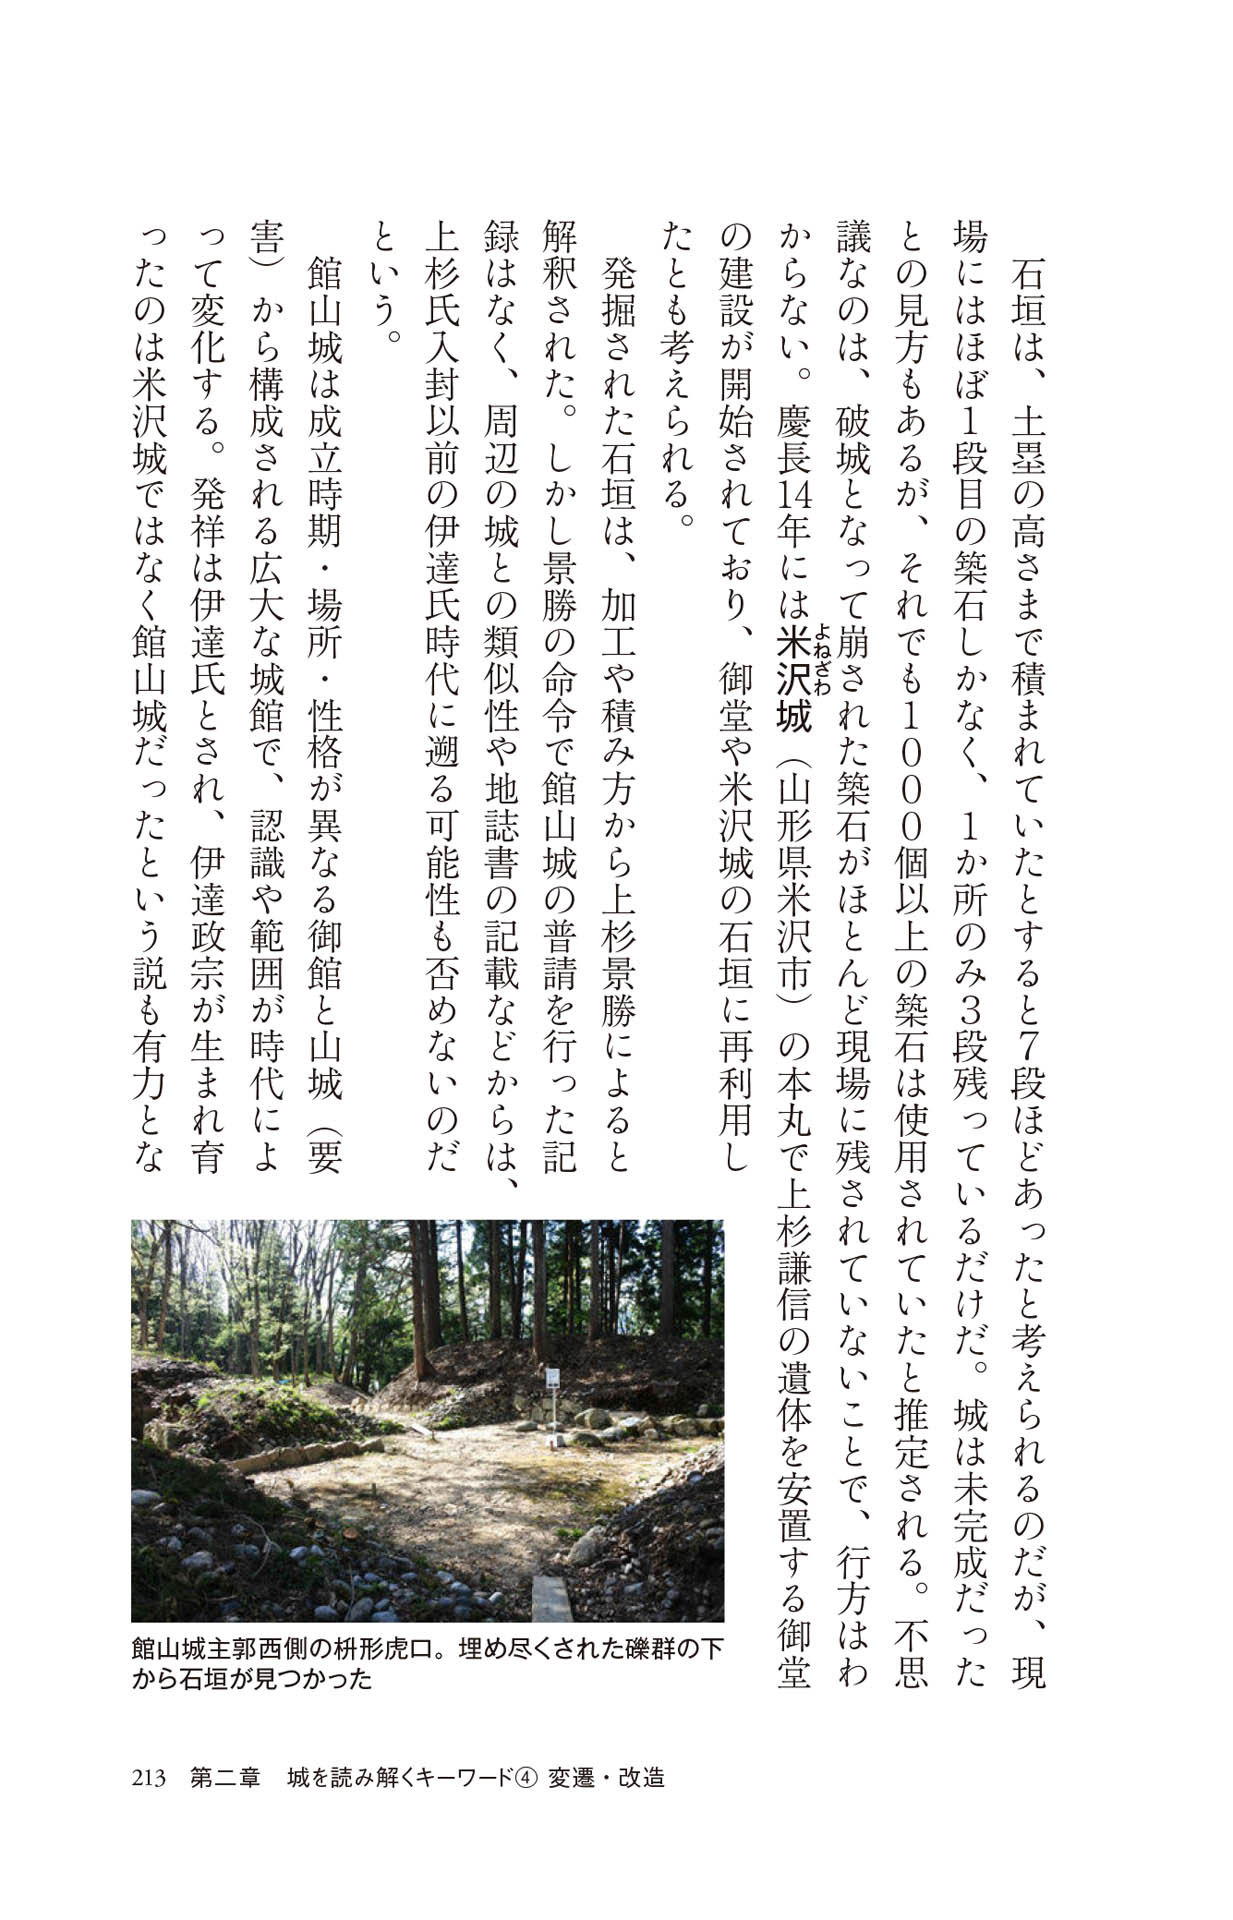 石垣は、土塁の高さまで積まれていたとすると7段ほどあったと考えられるのだが、現
場にはほぼ1段目の築石しかなく、1か所のみ3段残っているだけだ。城は未完成だった
との見方もあるが、それでも1000個以上の築石は使用されていたと推定される。不思
議なのは、破城となって崩された築石がほとんど現場に残されていないことで、行方はわ
からない。慶長14年には米沢城（山形県米沢市）の本丸で上杉謙信の遺体を安置する御堂
よねざわ
の建設が開始されており、御堂や米沢城の石垣に再利用し
たとも考えられる。
発掘された石垣は、加工や積み方から上杉景勝によると
解釈された。しかし景勝の命令で館山城の普請を行った記
録はなく、周辺の城との類似性や地誌書の記載などからは、
上杉氏入封以前の伊達氏時代に遡る可能性も否めないのだ
という。
館山城は成立時期・場所・性格が異なる御館と山城（要
害）から構成される広大な城館で、認識や範囲が時代によ
って変化する。発祥は伊達氏とされ、伊達政宗が生まれ育
ったのは米沢城ではなく館山城だったという説も有力とな
館山城主郭西側の枡形虎口。埋め尽くされた礫群の下
から石垣が見つかった
213 第二章 城を読み解くキーワード④ 変遷・改造